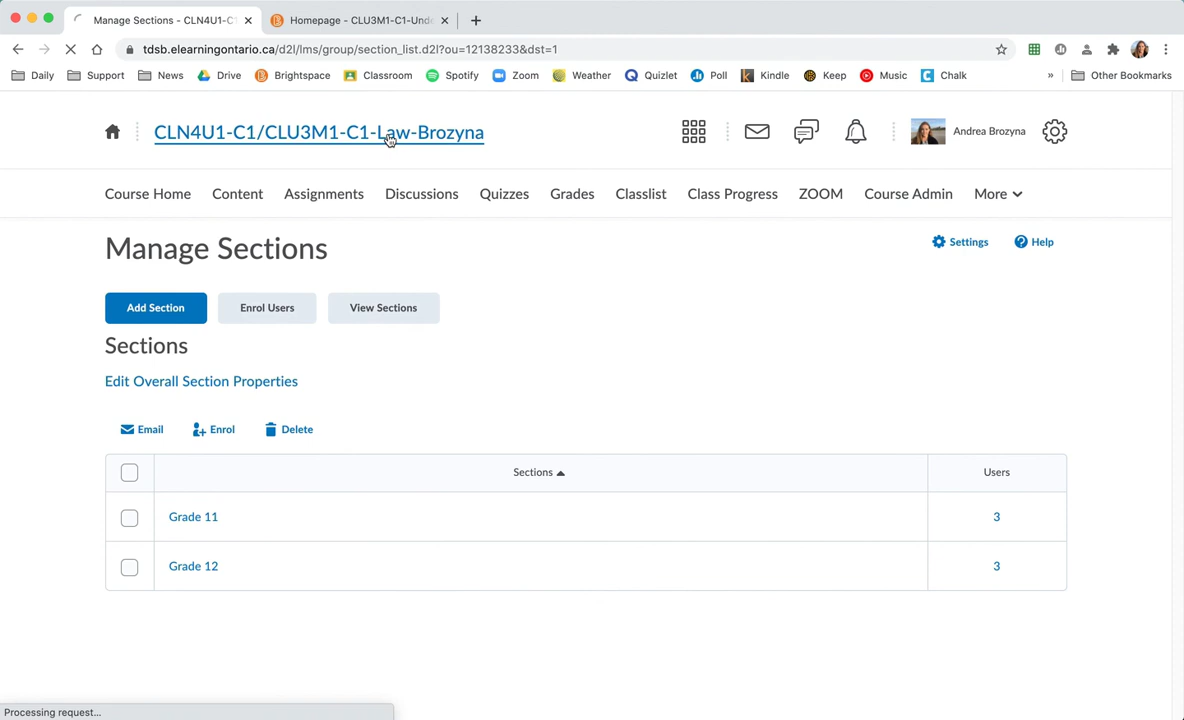 Manage Sections - CLN4U1-C1
Homepage - CLU3M1-C1-Unde
tdsb.elearningontario.ca/d2l/lms/group/section_list.d2l?ou=12138233&dst=1
Daily Support News Drive Brightspace Classroom Spotify Zoom Weather Quizlet Poll Kindle Keep Music Chalk » Other Bookmarks
CLN4U1-C1/CLU3M1-C1-Law-Brozyna
Andrea Brozyna
Course Home Content Assignments Discussions Quizzes Grades Classlist Class Progress ZOOM Course Admin More
Manage Sections
Settings Help
Add Section Enrol Users View Sections
Sections
Edit Overall Section Properties
Email Enrol Delete
Sections Users
Grade 11 3
Grade 12 3
Processing request...